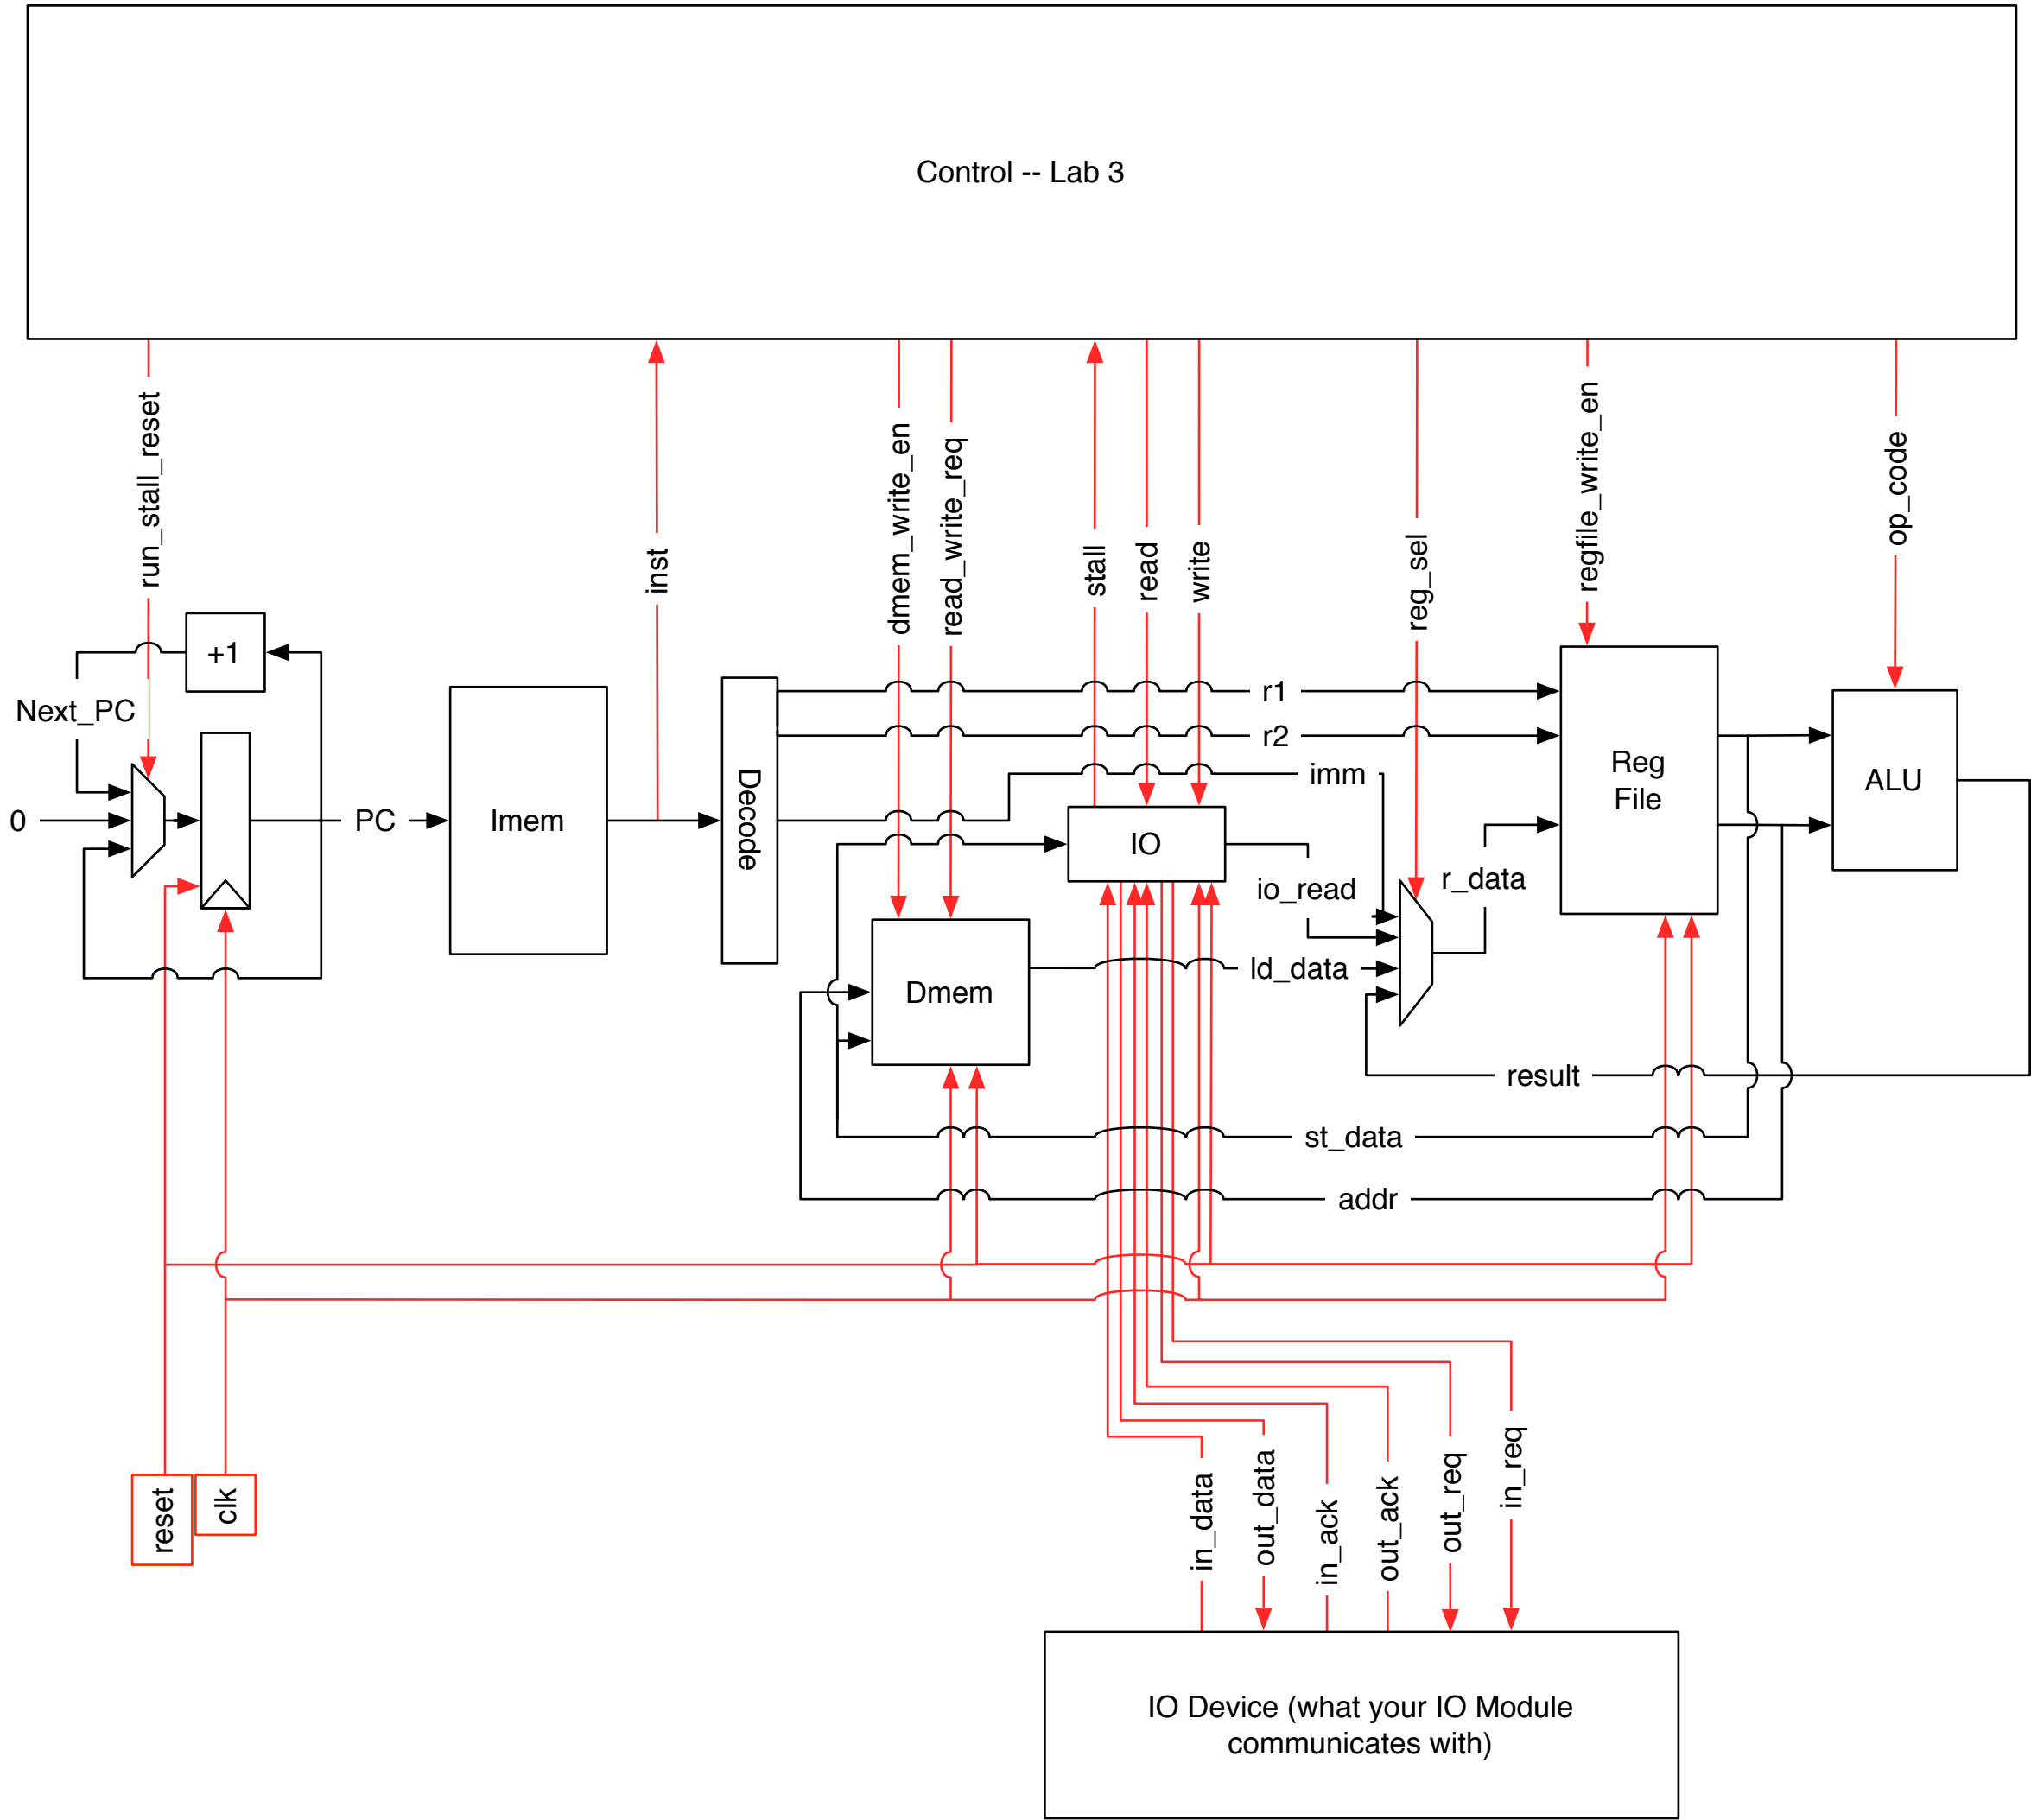 Control -- Lab 3
run_stall_reset
inst
dmem_write_en
read_write_req
stall
read
write
reg_sel
regfile_write_en
op_code
+1
Next_PC
0
PC
Imem
Decode
r1
r2
imm
IO
io_read
r_data
Reg
File
ALU
Dmem
ld_data
result
st_data
addr
reset
clk
in_data
out_data
in_ack
out_ack
out_req
in_req
IO Device (what your IO Module
communicates with)